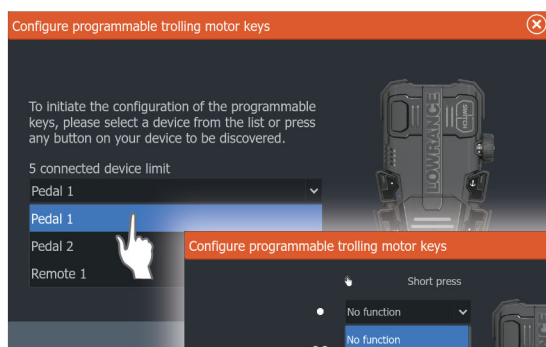 Configure programmable trolling motor keys
To initiate the configuration of the programmable
keys, please select a device from the list or press
any button on your device to be discovered.
5 connected device limit
Pedal 1
Pedal 1
Pedal 2
Remote 1
LOWRANCE
SWITCH
Configure programmable trolling motor keys
Short press
No function
No function